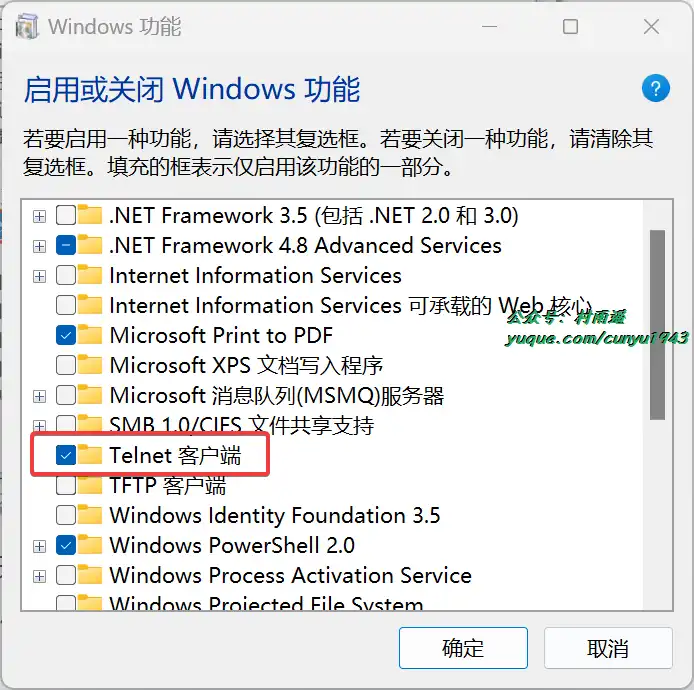 Windows 功能
启用或关闭 Windows 功能
?
若要启用一种功能，请选择其复选框。若要关闭一种功能，请清除其
复选框。填充的框表示仅启用该功能的一部分。
.NET Framework 3.5 (包括 .NET 2.0 和 3.0)
.NET Framework 4.8 Advanced Services
Internet Information Services
Internet Information Services 可承载的 Web 核心
公众号：村雨遥
Microsoft Print to PDF
yuque.com/cunyu1943
Microsoft XPS 文档写入程序
Microsoft 消息队列(MSMQ)服务器
SMB 1.0/CIFS 文件共享支持
Telnet 客户端
TFTP 客户端
Windows Identity Foundation 3.5
Windows PowerShell 2.0
Windows Process Activation Service
Windows Projected File System
确定
取消